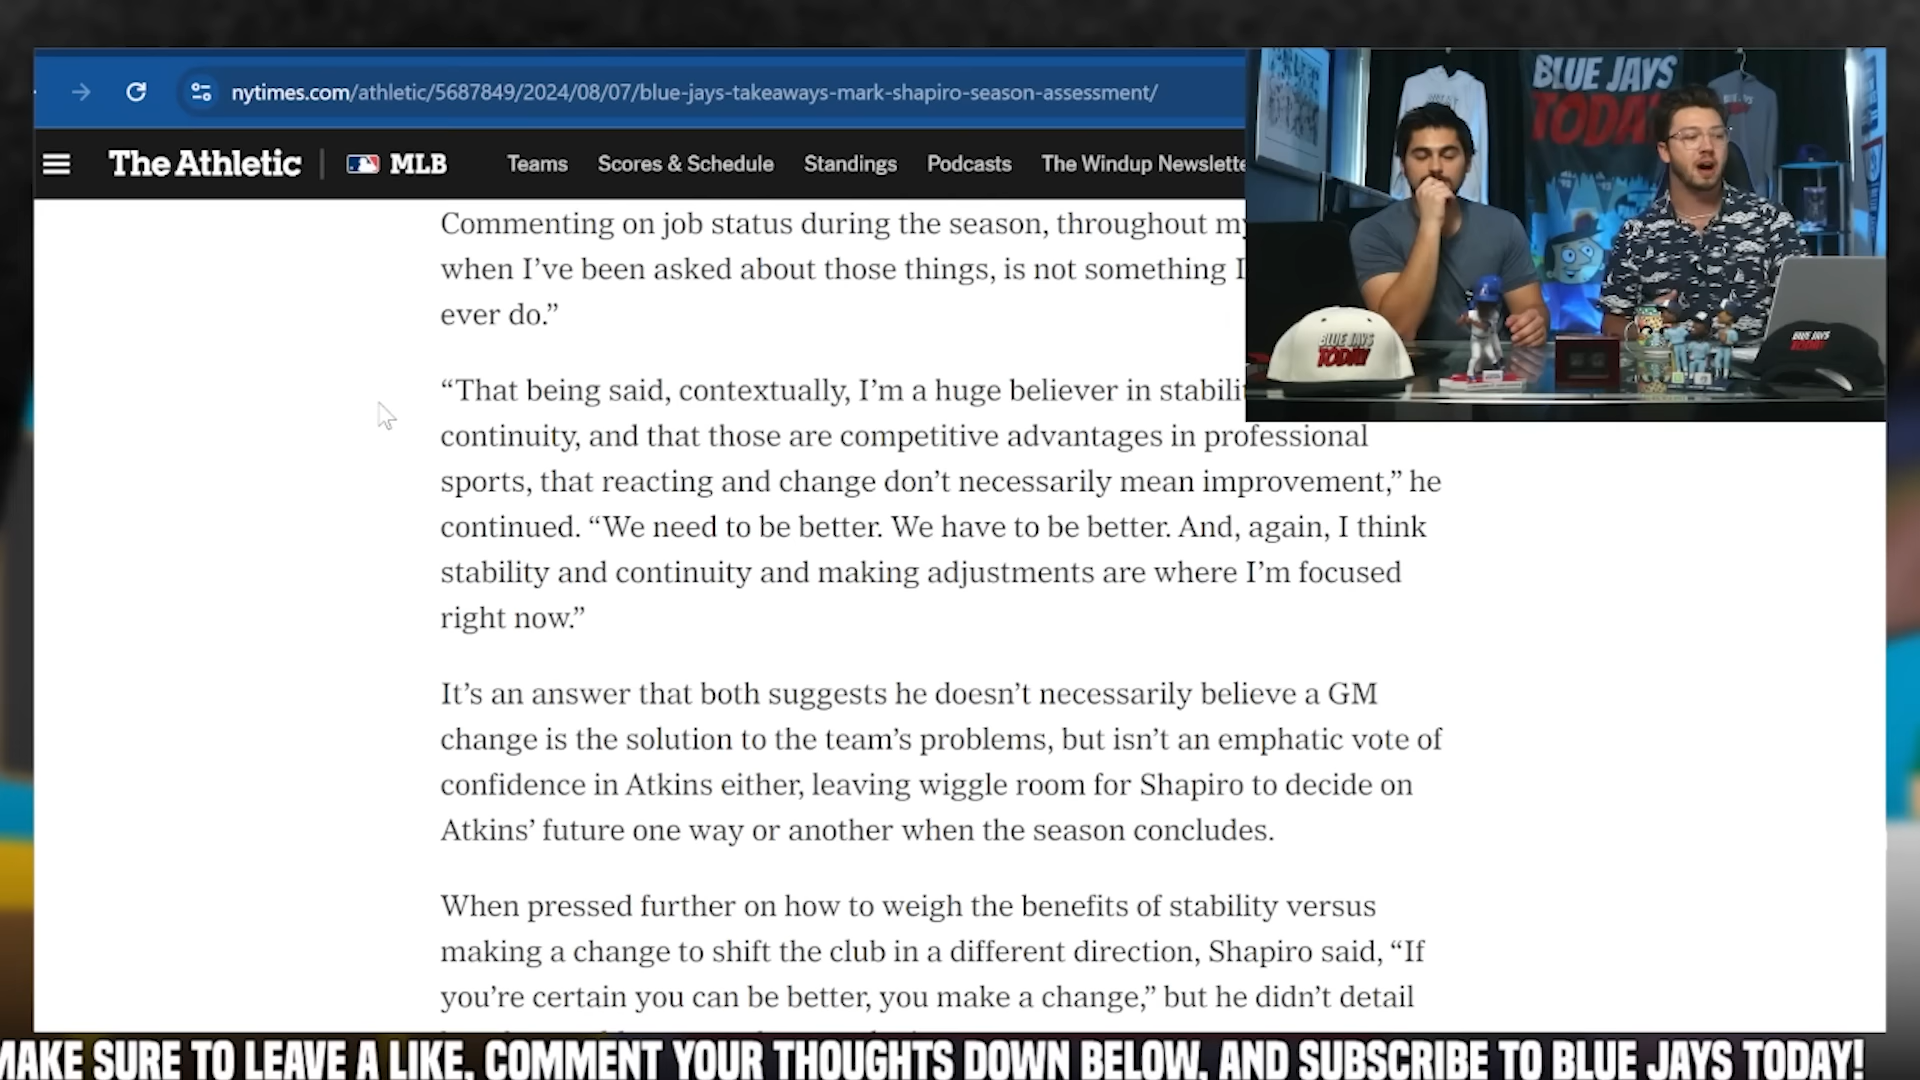 nytimes.com/athletic/5687849/2024/08/07/blue-jays-takeaways-mark-shapiro-season-assessment/
The Athletic | MLB Teams Scores & Schedule Standings Podcasts The Windup Newslette
BLUE JAYS
TODAY
BLUE JAYS
TODAY
BLUE JAYS
TODAY
Commenting on job status during the season, throughout my
when I’ve been asked about those things, is not something I
ever do.”
“That being said, contextually, I’m a huge believer in stabili
continuity, and that those are competitive advantages in professional
sports, that reacting and change don’t necessarily mean improvement,” he
continued. “We need to be better. We have to be better. And, again, I think
stability and continuity and making adjustments are where I’m focused
right now.”
It’s an answer that both suggests he doesn’t necessarily believe a GM
change is the solution to the team’s problems, but isn’t an emphatic vote of
confidence in Atkins either, leaving wiggle room for Shapiro to decide on
Atkins’ future one way or another when the season concludes.
When pressed further on how to weigh the benefits of stability versus
making a change to shift the club in a different direction, Shapiro said, “If
you’re certain you can be better, you make a change,” but he didn’t detail
MAKE SURE TO LEAVE A LIKE, COMMENT YOUR THOUGHTS DOWN BELOW, AND SUBSCRIBE TO BLUE JAYS TODAY!